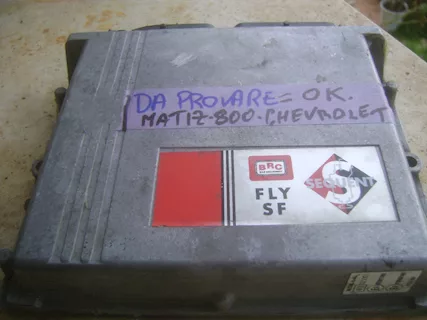 DA PROVARE = OK.
MATIZ-800-CHEVROLET
BRC
FLY
SF
SEQUENT
S